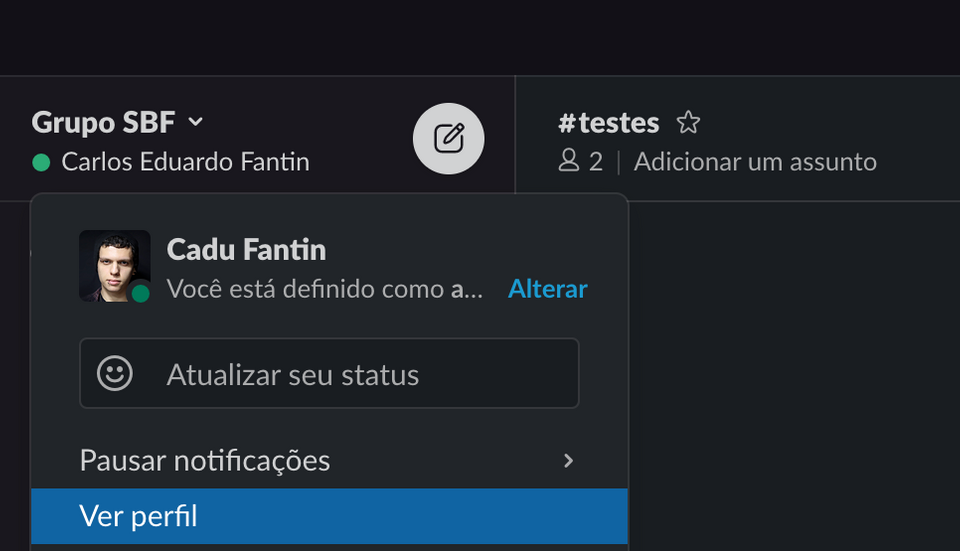 Grupo SBF
Carlos Eduardo Fantin
#testes
2 | Adicionar um assunto
Cadu Fantin
Você está definido como a...
Alterar
Atualizar seu status
Pausar notificações
Ver perfil